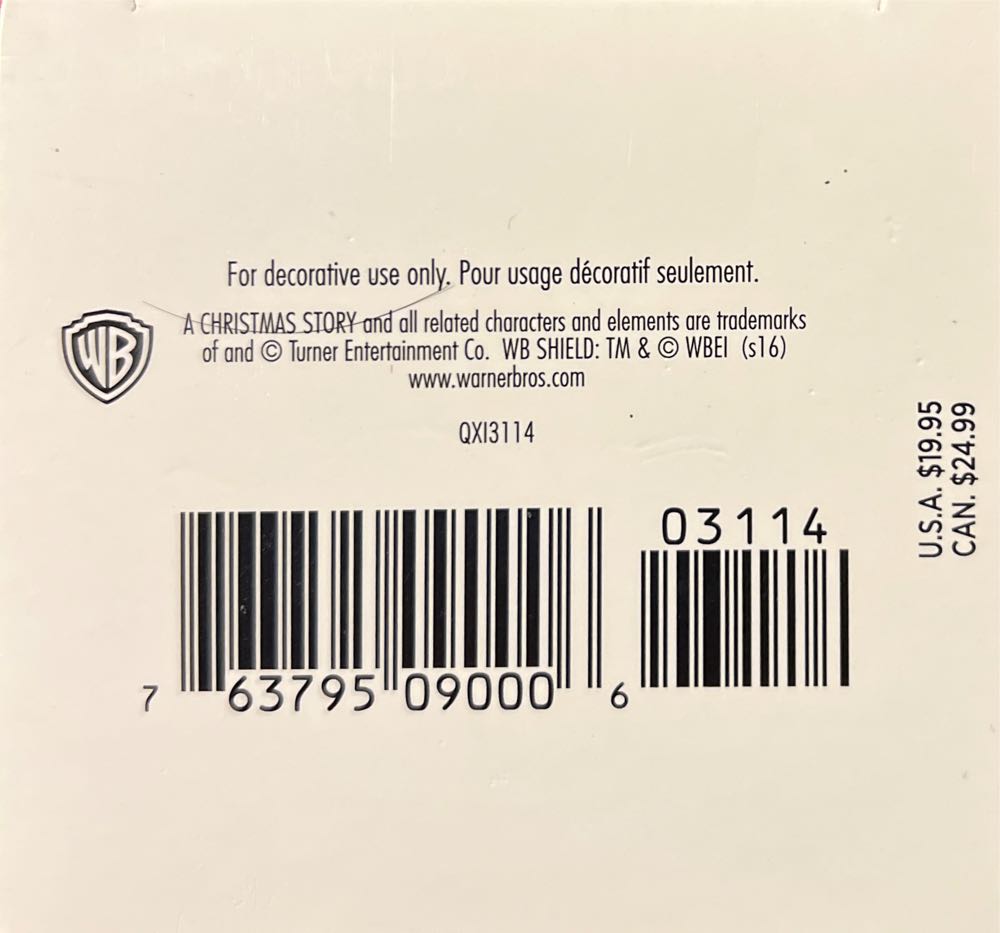 For decorative use only. Pour usage décoratif seulement.
WB
A CHRISTMAS STORY and all related characters and elements are trademarks
of and © Turner Entertainment Co. WB SHIELD: TM & © WBEI (s16)
www.warnerbros.com
QXI3114
U.S.A. $19.95
CAN. $24.99
03114
7 63795 09000 6